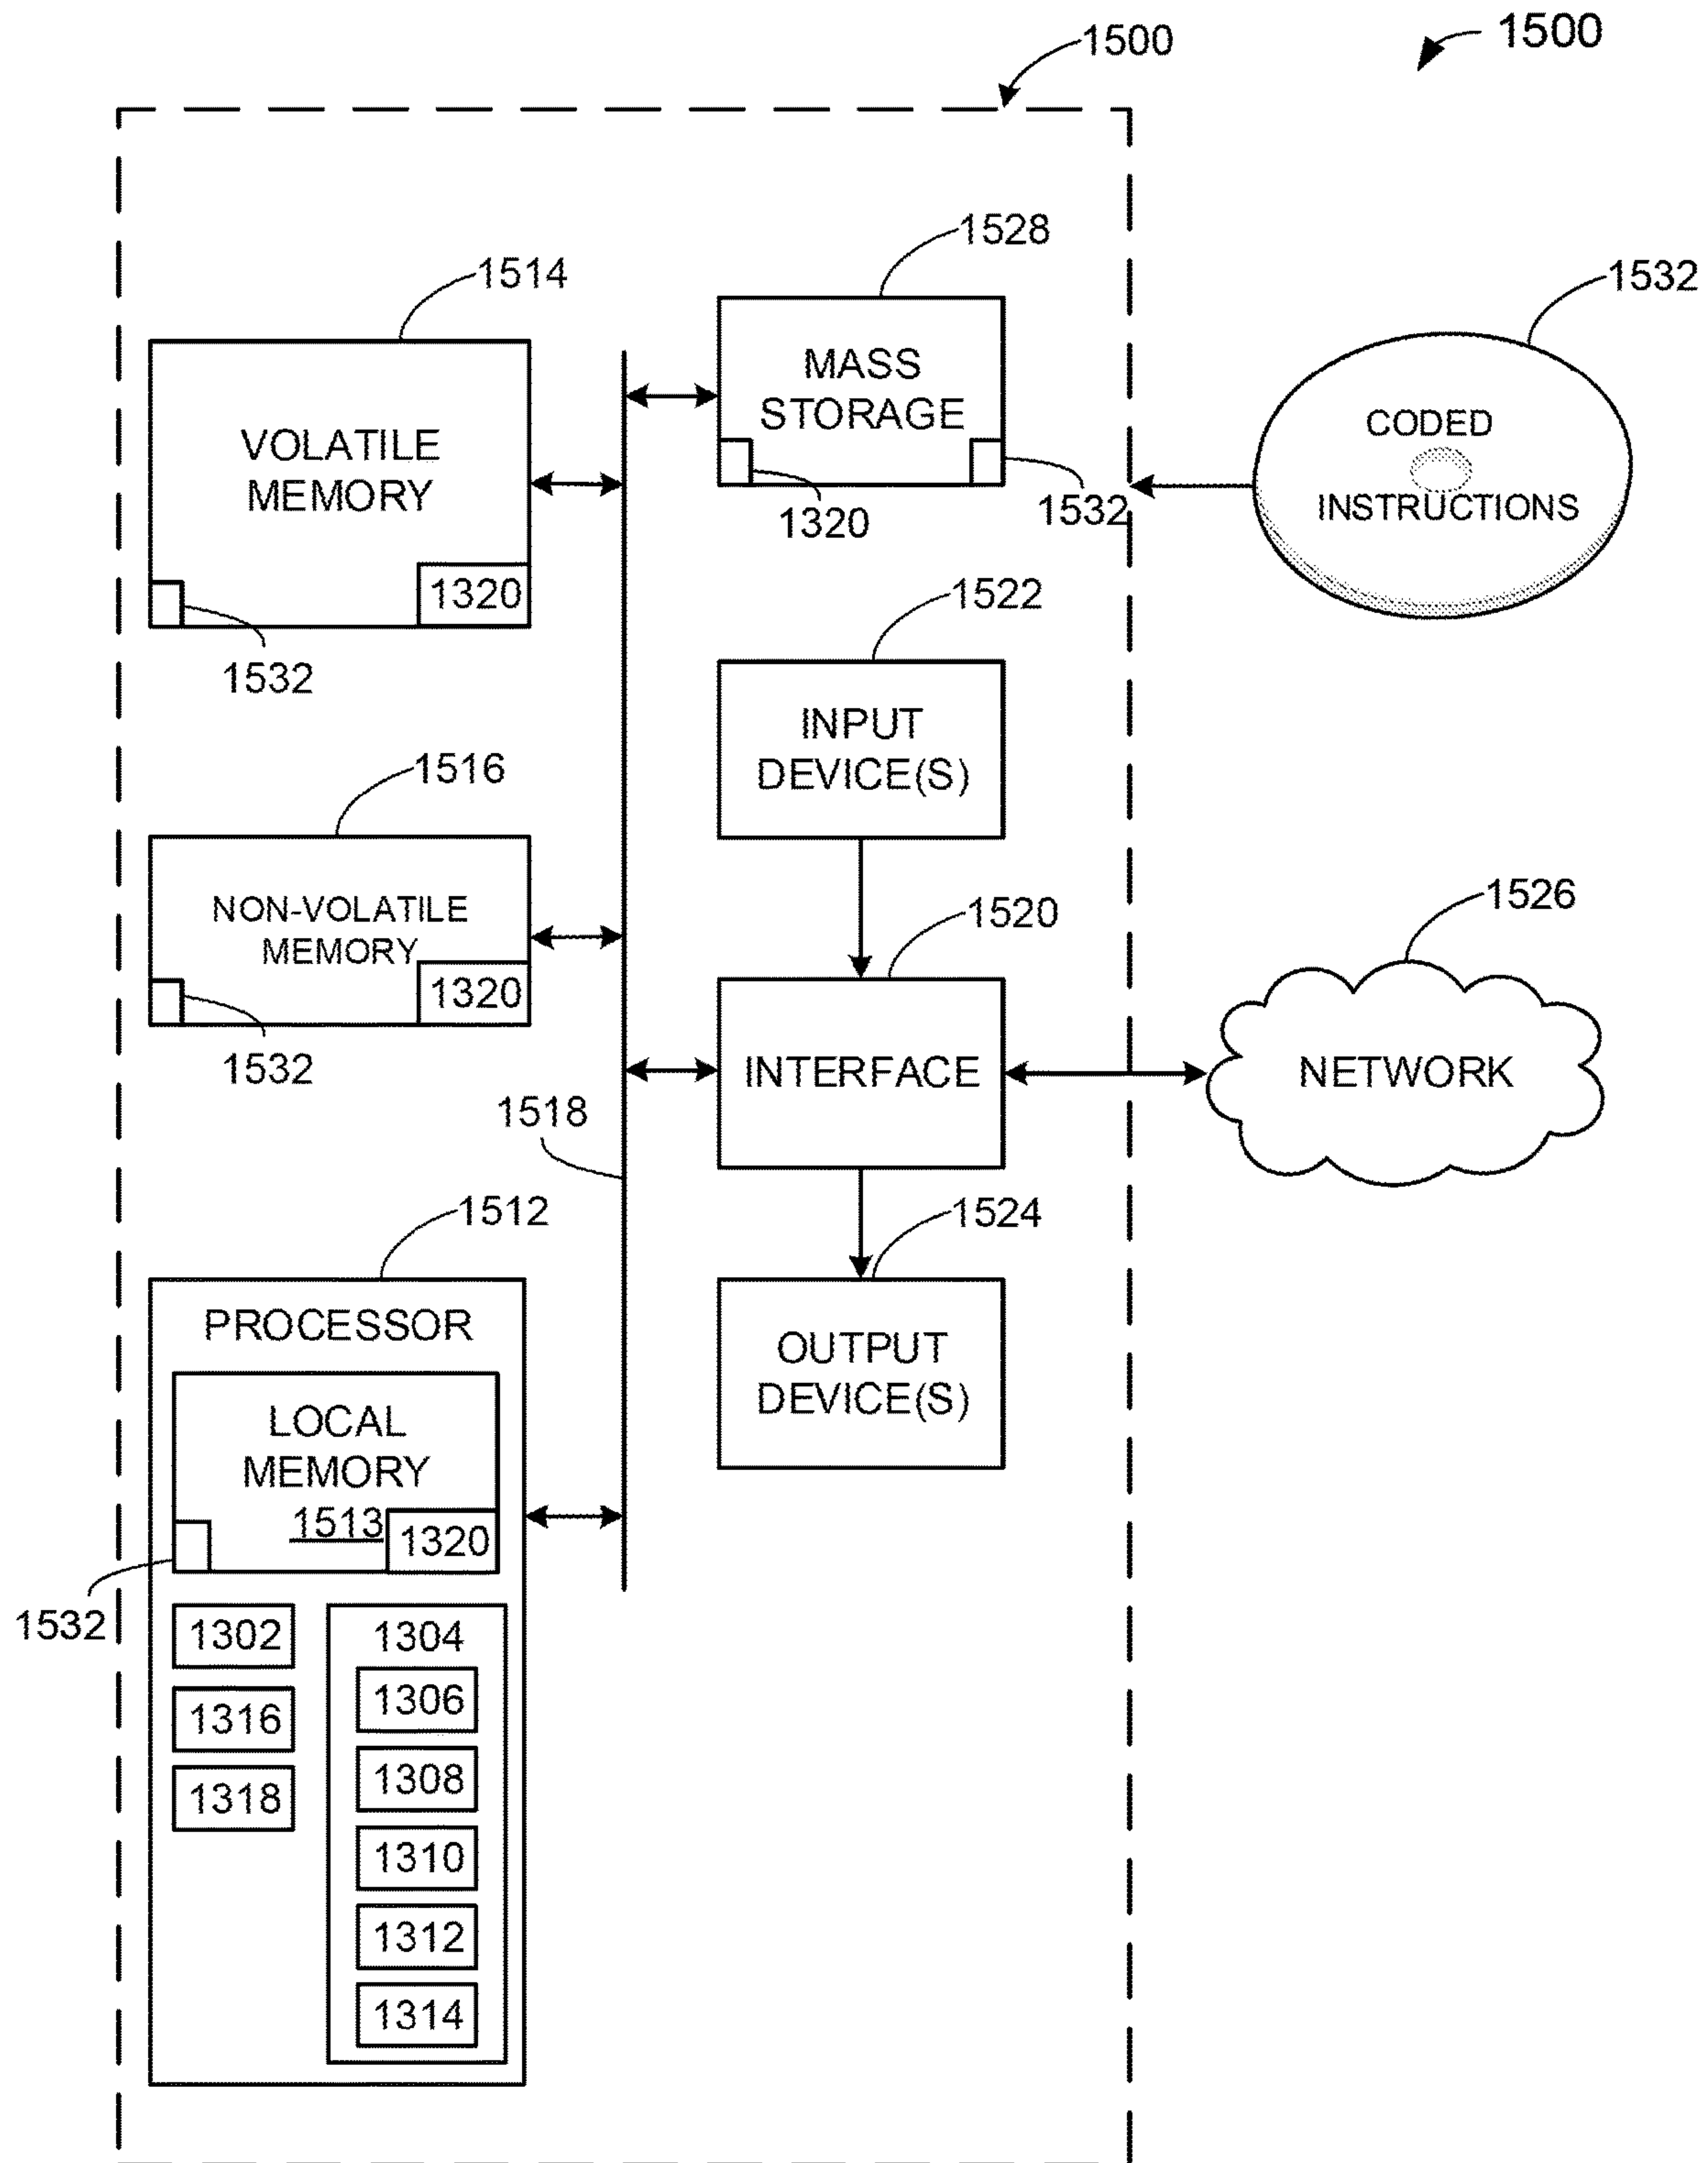 1500
1500
1528
1514
1532
MASS
STORAGE
CODED
INSTRUCTIONS
VOLATILE
MEMORY
1320
1532
1320
1532
1522
INPUT
DEVICE(S)
1516
1526
1520
NON-VOLATILE
MEMORY
1320
1532
INTERFACE
NETWORK
1518
1512
1524
PROCESSOR
OUTPUT
DEVICE(S)
LOCAL
MEMORY
1513
1320
1532
1302
1304
1306
1316
1308
1318
1310
1312
1314